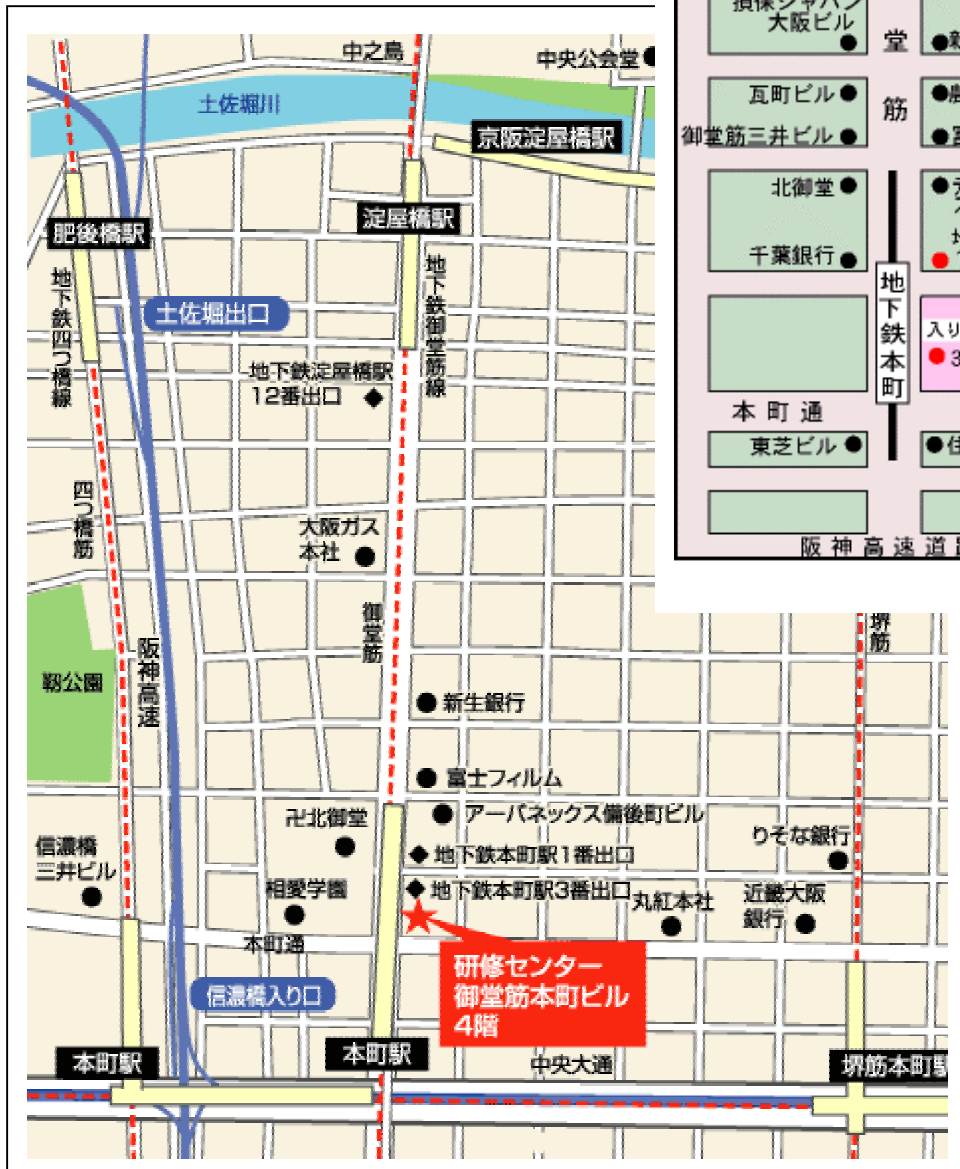 中之島
中央公会堂
土佐堀川
京阪淀屋橋駅
肥後橋駅
淀屋橋駅
地下鉄四つ橋線
土佐堀出口
地下鉄御堂筋線
地下鉄淀屋橋駅
12番出口
四つ橋筋
大阪ガス
本社
御堂筋
堺筋
阪神高速
靱公園
新生銀行
富士フィルム
アーバネックス備後町ビル
卍北御堂
りそな銀行
信濃橋
三井ビル
地下鉄本町駅1番出口
地下鉄本町駅3番出口
相愛学園
丸紅本社
近畿大阪
銀行
本町通
研修センター
御堂筋本町ビル
4階
信濃橋入り口
本町駅
本町駅
中央大通
堺筋本町駅
損保ジャパン
大阪ビル
堂
筋
瓦町ビル
御堂筋三井ビル
北御堂
千葉銀行
地下鉄本町
入り
3
本町通
東芝ビル
阪神高速道